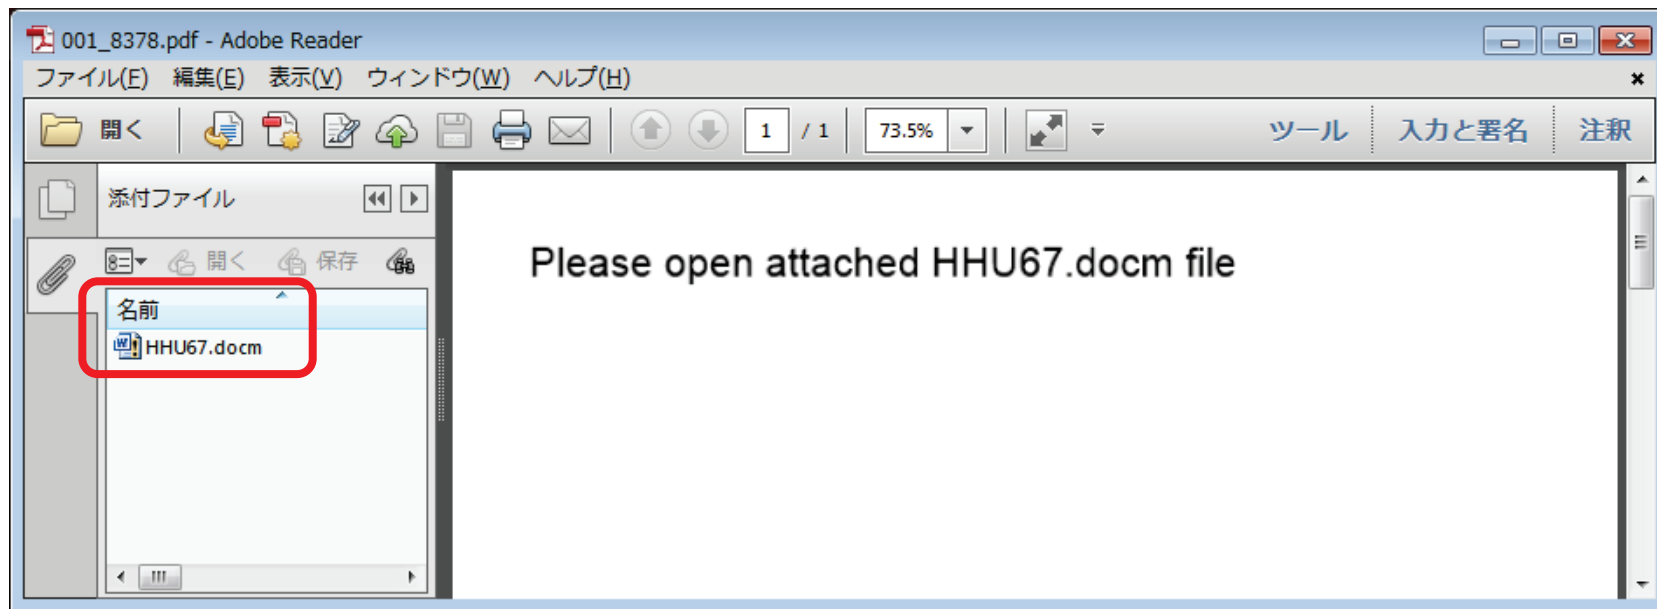 001_8378.pdf - Adobe Reader
ファイル(F) 編集(E) 表示(V) ウィンドウ(W) ヘルプ(H)
開く 1 / 1 73.5% ツール 入力と署名 注釈
添付ファイル
開く 保存
Please open attached HHU67.docm file
名前
HHU67.docm